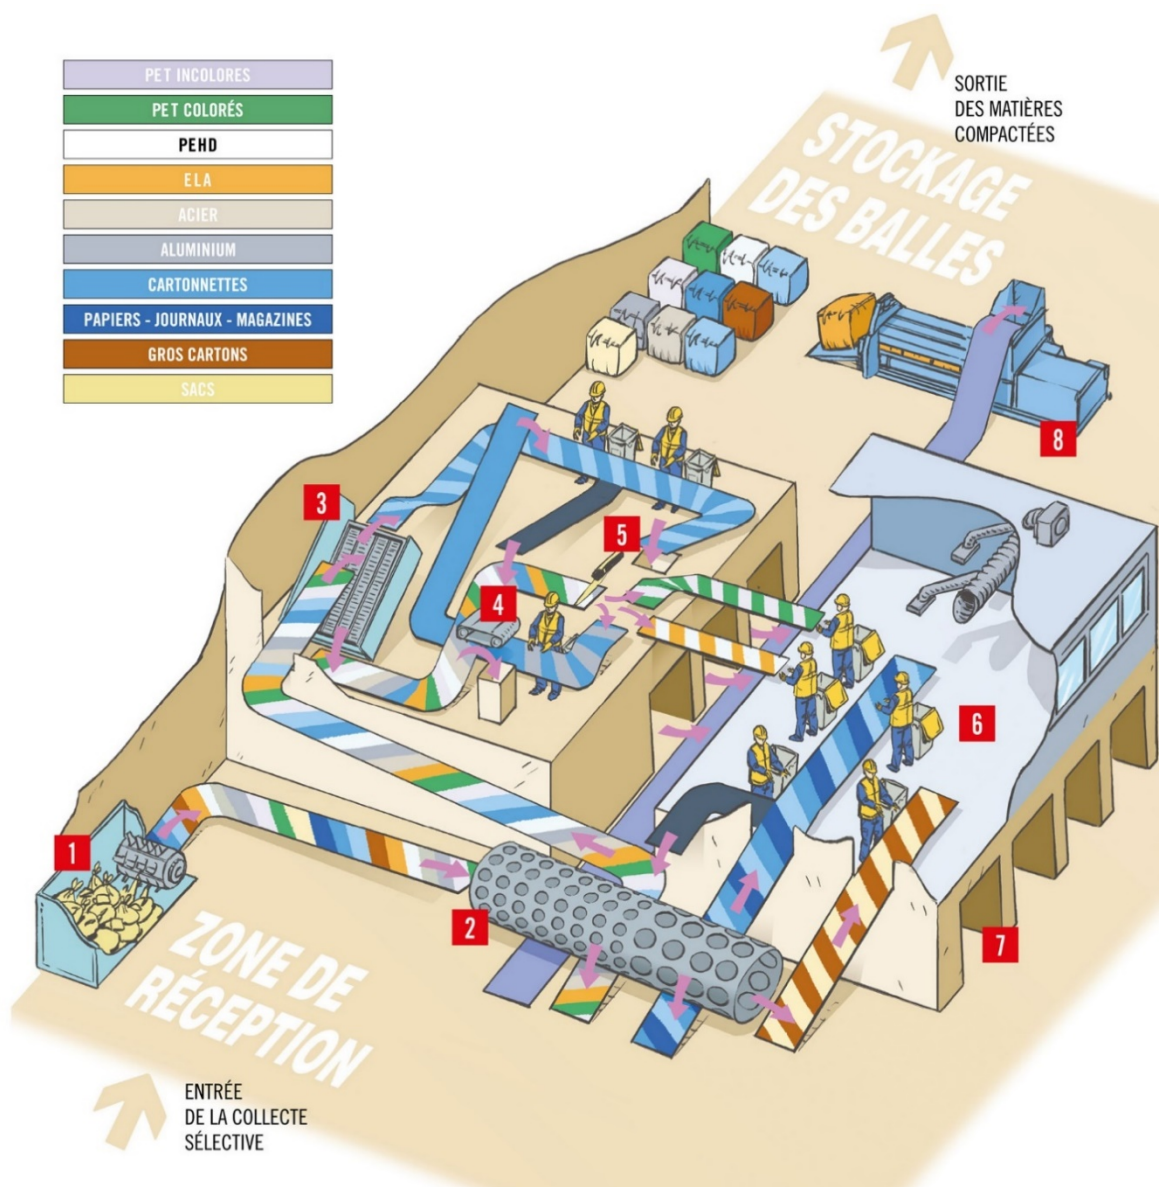 PET INCOLORES
PET COLORÉS
PEHD
ELA
ACIER
ALUMINIUM
CARTONNETTES
PAPIERS - JOURNAUX - MAGAZINES
GROS CARTONS
SACS
SORTIE
DES MATIÈRES
COMPACTÉES
STOCKAGE
DES BALLES
8
3
5
4
6
1
2
7
ZONE DE
RÉCEPTION
ENTRÉE
DE LA COLLECTE
SÉLECTIVE